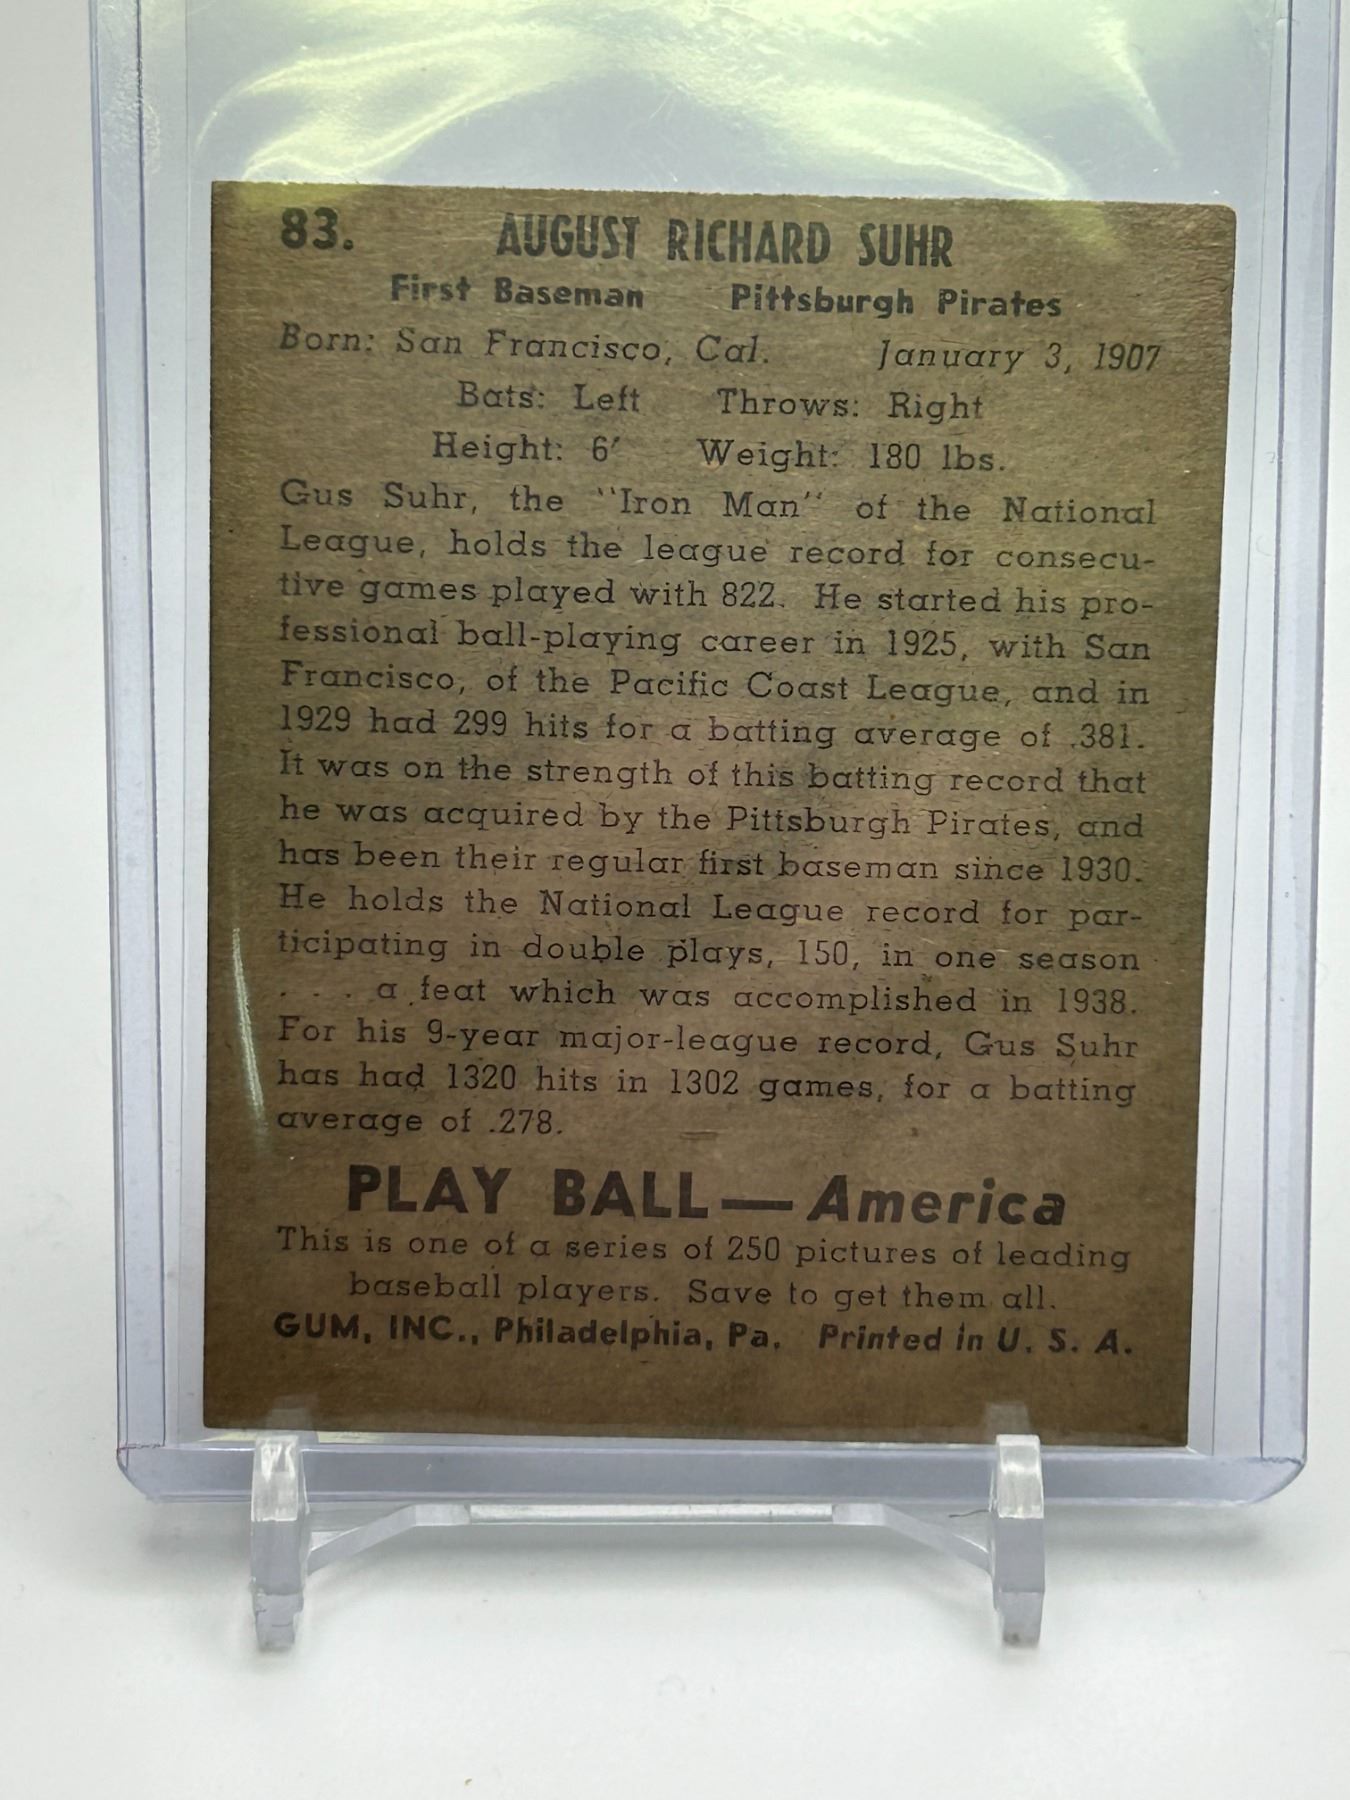 83. AUGUST RICHARD SUHR
First Baseman Pittsburgh Pirates
Born: San Francisco, Cal. January 3, 1907
Bats: Left Throws: Right
Height: 6′ Weight: 180 lbs.
Gus Suhr, the "Iron Man" of the National
League, holds the league record for consecu-
tive games played with 822. He started his pro-
fessional ball-playing career in 1925, with San
Francisco, of the Pacific Coast League, and in
1929 had 299 hits for a batting average of .381.
It was on the strength of this batting record that
he was acquired by the Pittsburgh Pirates, and
has been their regular first baseman since 1930.
He holds the National League record for par-
ticipating in double plays, 150, in one season
. . . a feat which was accomplished in 1938.
For his 9-year major-league record, Gus Suhr
has had 1320 hits in 1302 games, for a batting
average of .278.
PLAY BALL — America
This is one of a series of 250 pictures of leading
baseball players. Save to get them all.
GUM, INC., Philadelphia, Pa. Printed in U. S. A.